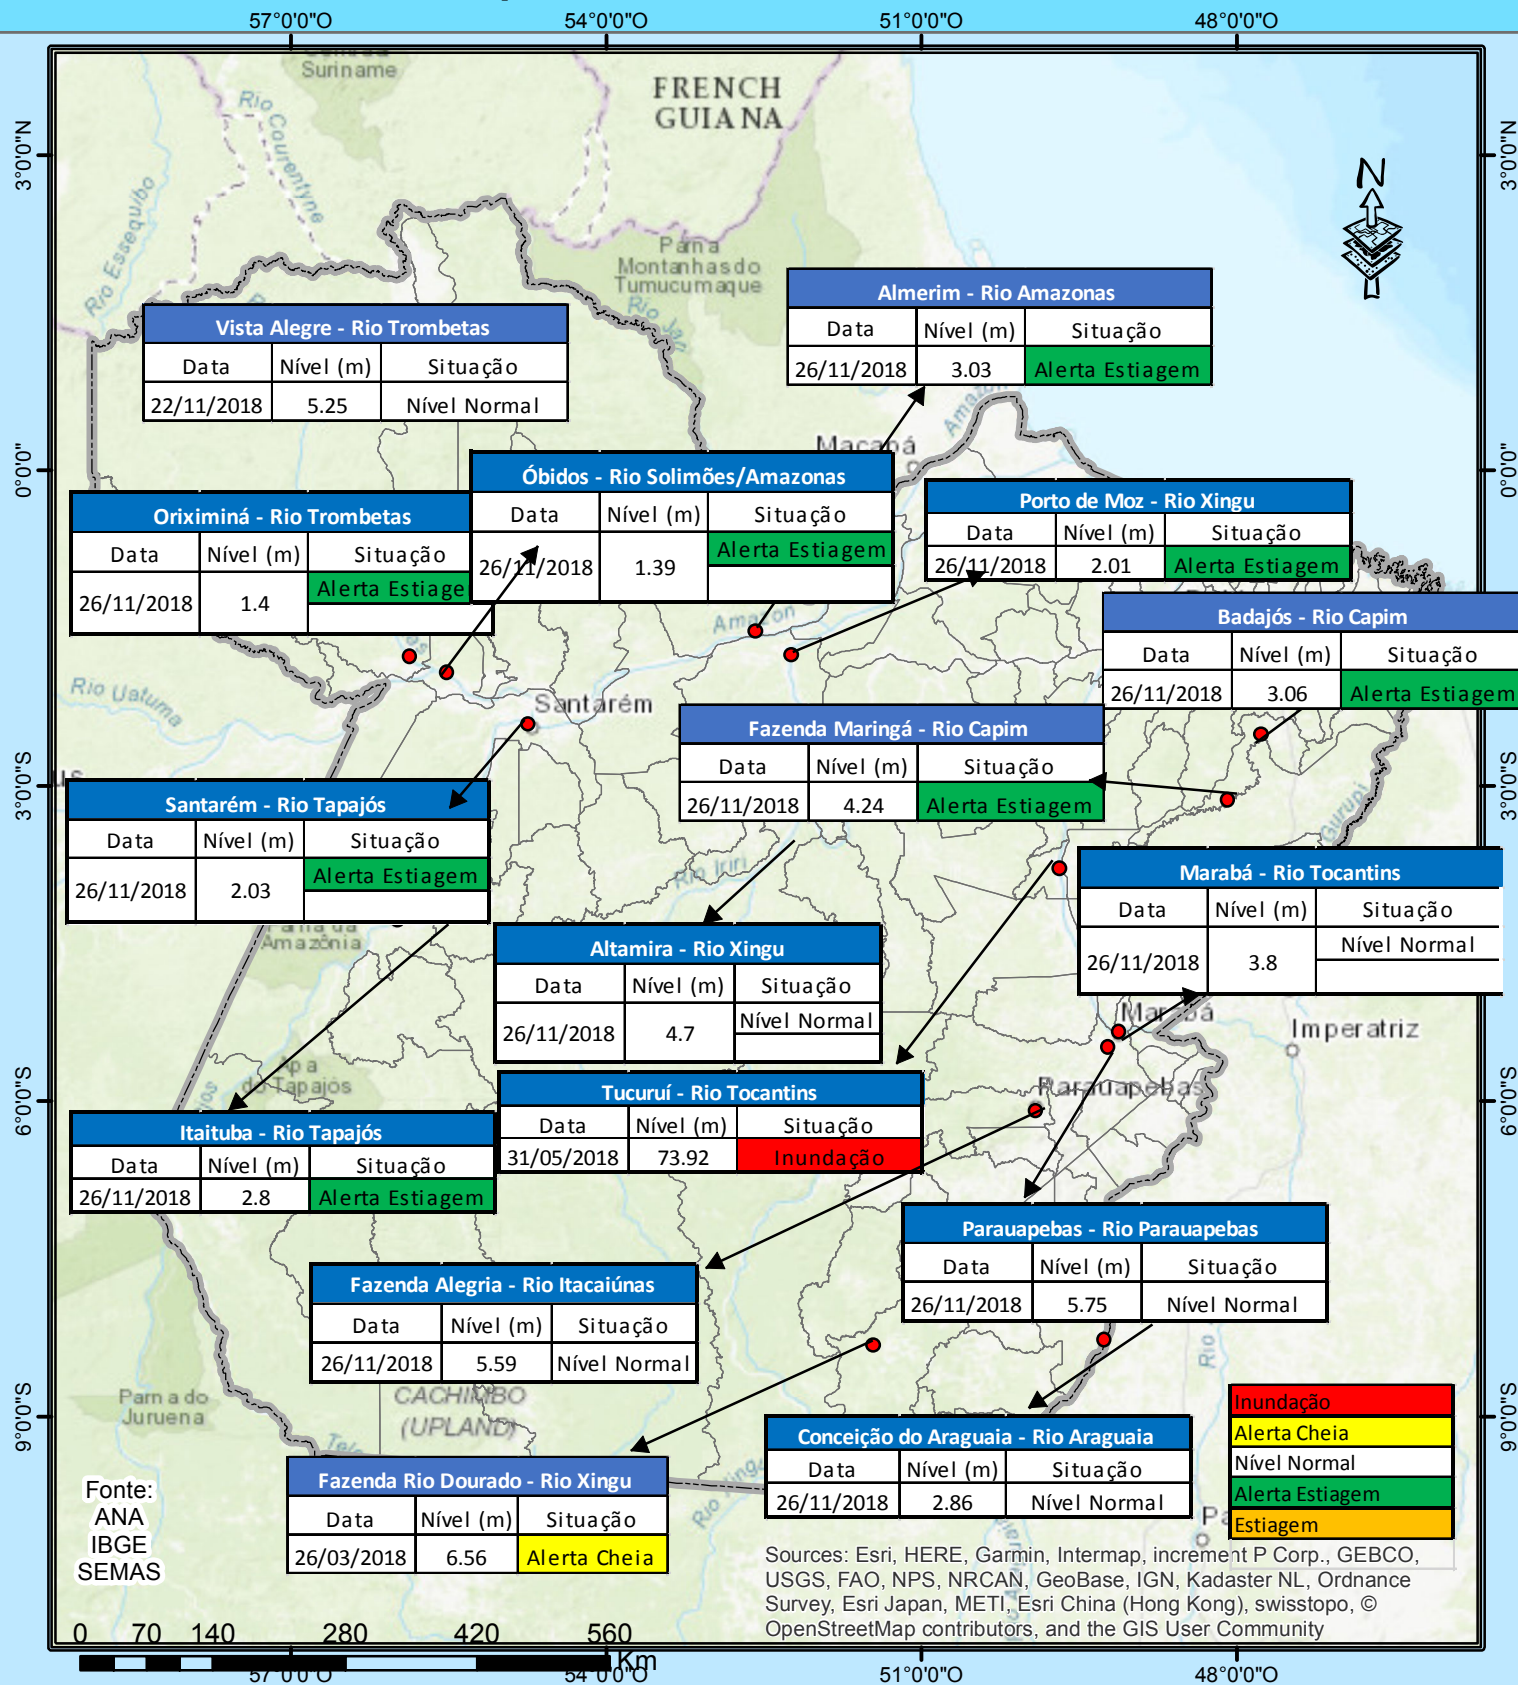 57°0'0"O 54°0'0"O 51°0'0"O 48°0'0"O
Suriname
FRENCH
GUIANA
Rio Courentyne
Rio Essequibo
3°0'0"N
3°0'0"N
N
Parna
Montanhas do
Tumucumaque
Rio Jari
Almerim - Rio Amazonas
Data Nível (m) Situação
26/11/2018 3.03 Alerta Estiagem
Vista Alegre - Rio Trombetas
Data Nível (m) Situação
22/11/2018 5.25 Nível Normal
Macapá
0°0'0"
0°0'0"
Óbidos - Rio Solimões/Amazonas
Data Nível (m) Situação
26/11/2018 1.39 Alerta Estiagem
Oriximiná - Rio Trombetas
Data Nível (m) Situação
26/11/2018 1.4 Alerta Estiage
Porto de Moz - Rio Xingu
Data Nível (m) Situação
26/11/2018 2.01 Alerta Estiagem
Amazon
Badajós - Rio Capim
Data Nível (m) Situação
26/11/2018 3.06 Alerta Estiagem
Rio Uatuma
Santarém
Fazenda Maringá - Rio Capim
Data Nível (m) Situação
26/11/2018 4.24 Alerta Estiagem
us
3°0'0"S
3°0'0"S
Gurupi
Santarém - Rio Tapajós
Data Nível (m) Situação
26/11/2018 2.03 Alerta Estiagem
Rio Iriri
Marabá - Rio Tocantins
Data Nível (m) Situação
26/11/2018 3.8 Nível Normal
Parna da
Amazônia
Altamira - Rio Xingu
Data Nível (m) Situação
26/11/2018 4.7 Nível Normal
Marabá
Imperatriz
Apa
do Tapajós
Parauapebas
6°0'0"S
6°0'0"S
Tucuruí - Rio Tocantins
Data Nível (m) Situação
31/05/2018 73.92 Inundação
Itaituba - Rio Tapajós
Data Nível (m) Situação
26/11/2018 2.8 Alerta Estiagem
Parauapebas - Rio Parauapebas
Data Nível (m) Situação
26/11/2018 5.75 Nível Normal
Fazenda Alegria - Rio Itacaiúnas
Data Nível (m) Situação
26/11/2018 5.59 Nível Normal
Rio
Parna do
Juruena
CACHIMBO
(UPLAND)
9°0'0"S
9°0'0"S
Conceição do Araguaia - Rio Araguaia
Data Nível (m) Situação
26/11/2018 2.86 Nível Normal
Inundação
Alerta Cheia
Nível Normal
Alerta Estiagem
Estiagem
Fazenda Rio Dourado - Rio Xingu
Data Nível (m) Situação
26/03/2018 6.56 Alerta Cheia
Rio Xingu
Fonte:
ANA
IBGE
SEMAS
Sources: Esri, HERE, Garmin, Intermap, increment P Corp., GEBCO,
USGS, FAO, NPS, NRCAN, GeoBase, IGN, Kadaster NL, Ordnance
Survey, Esri Japan, METI, Esri China (Hong Kong), swisstopo, ©
OpenStreetMap contributors, and the GIS User Community
0 70 140 280 420 560
Km
57°0'0"O 54°0'0"O 51°0'0"O 48°0'0"O